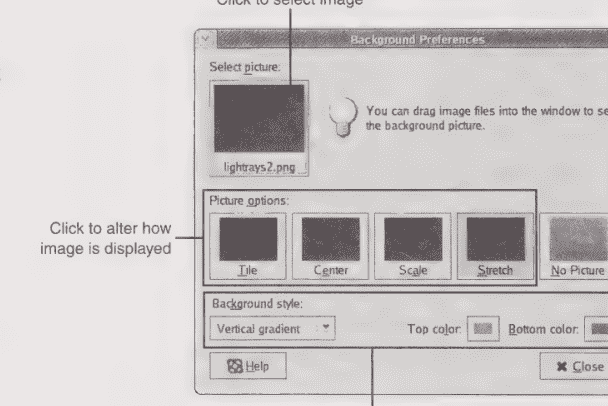 Click to select image
Background Preferences
Select picture:
You can drag image files into the window to se
the background picture.
lightrays2.png
Picture options:
Click to alter how
image is displayed
Tile
Center
Scale
Stretch
No Picture
Background style:
Vertical gradient
Top color:
Bottom color:
Help
Close